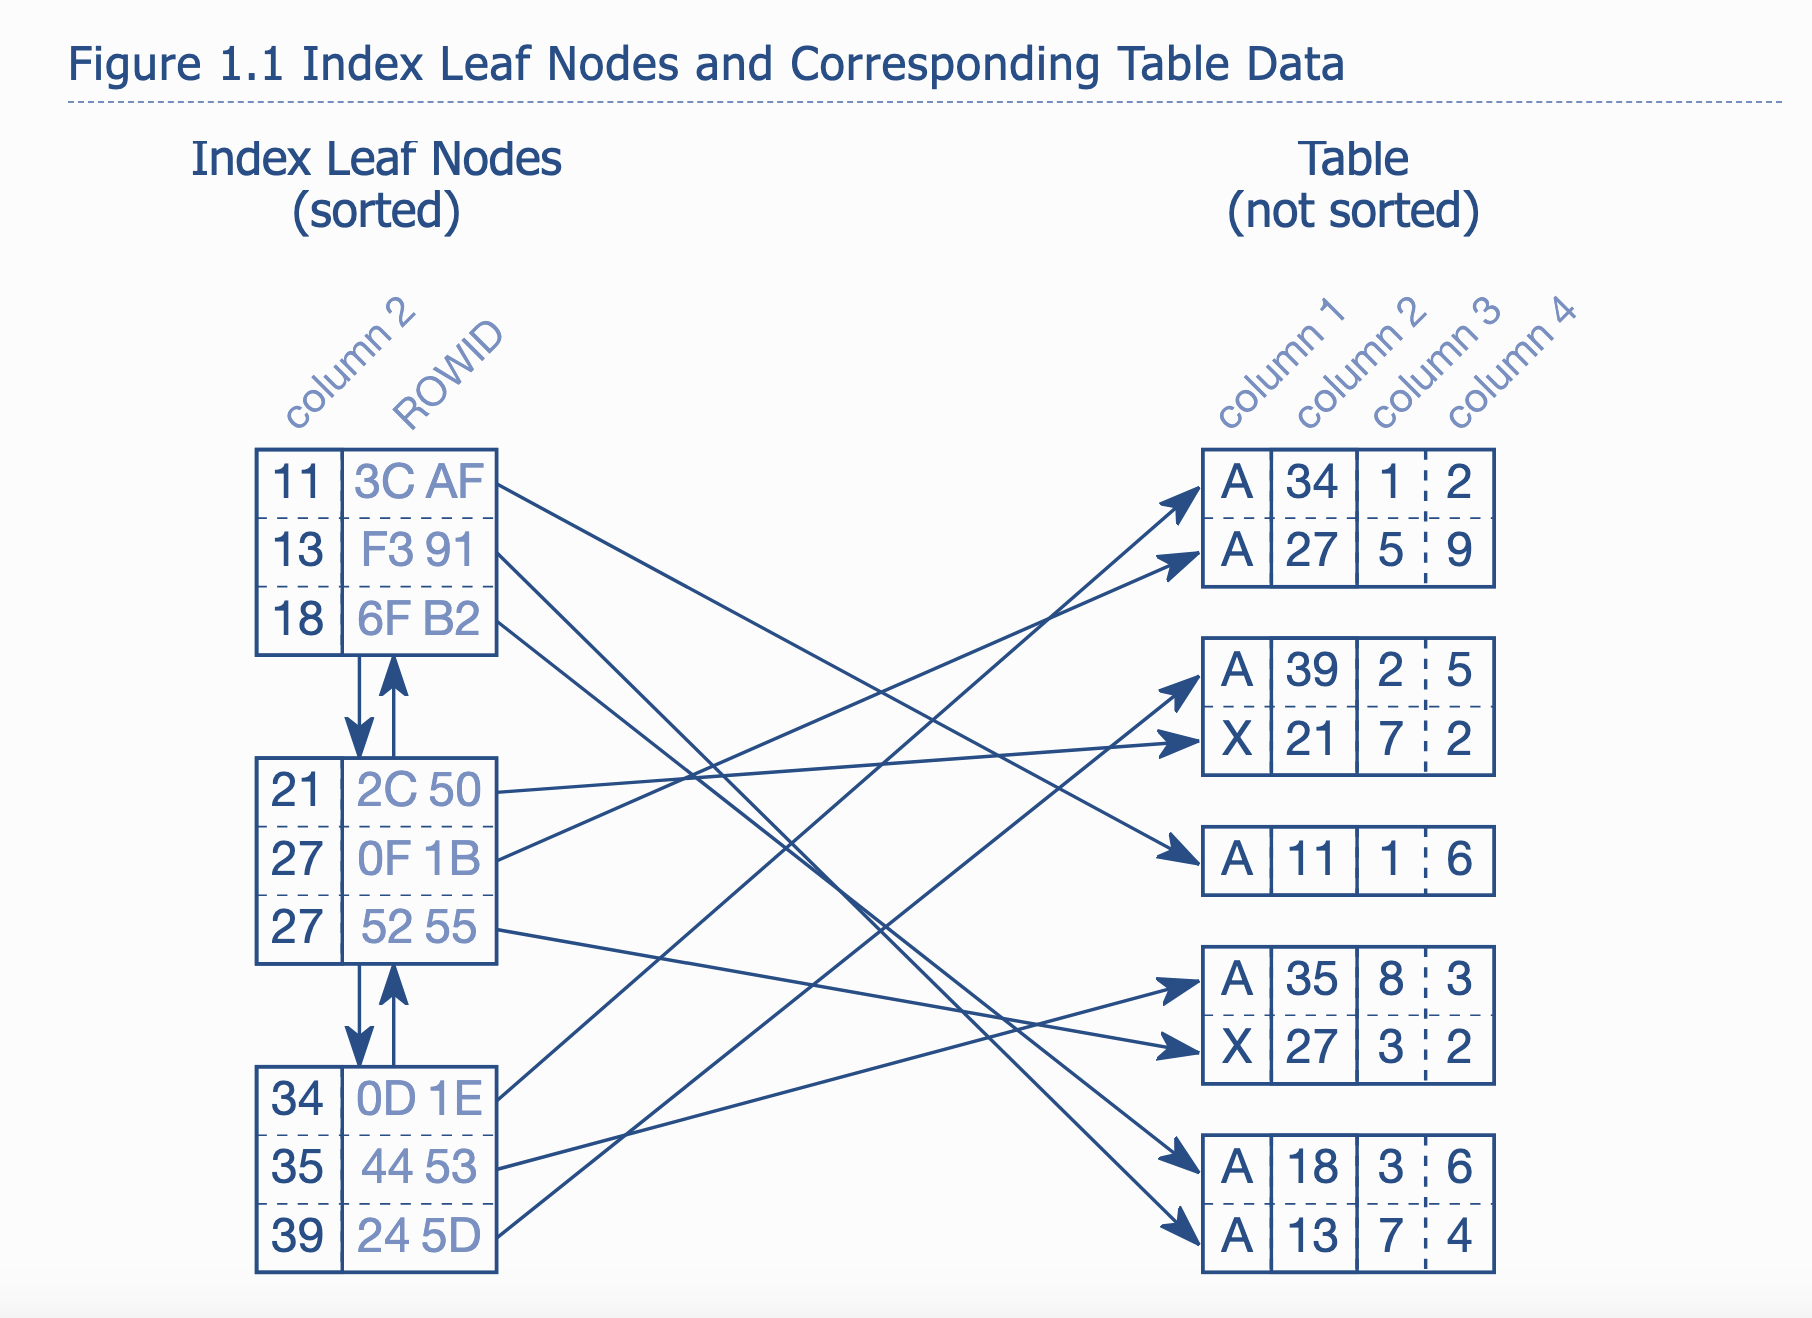 Figure 1.1 Index Leaf Nodes and Corresponding Table Data
Index Leaf Nodes
(sorted)
column 2
ROWID
11 3C AF
13 F3 91
18 6F B2
21 2C 50
27 0F 1B
27 52 55
34 0D 1E
35 44 53
39 24 5D
Table
(not sorted)
column 1
column 2
column 3
column 4
A 34 1 2
A 27 5 9
A 39 2 5
X 21 7 2
A 11 1 6
A 35 8 3
X 27 3 2
A 18 3 6
A 13 7 4